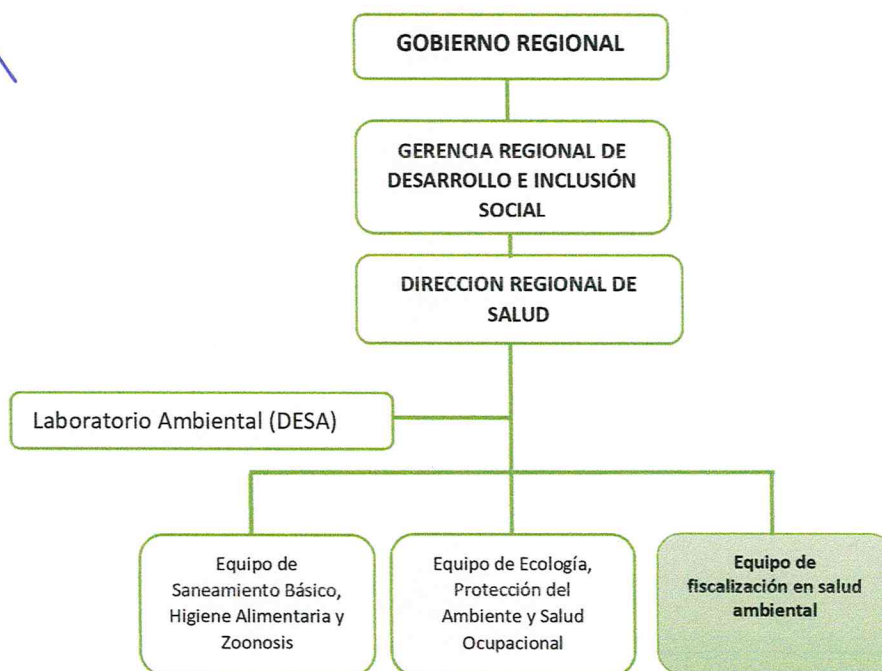 GOBIERNO REGIONAL
GERENCIA REGIONAL DE
DESARROLLO E INCLUSIÓN
SOCIAL
DIRECCION REGIONAL DE
SALUD
Laboratorio Ambiental (DESA)
Equipo de
Saneamiento Básico,
Higiene Alimentaria y
Zoonosis
Equipo de Ecología,
Protección del
Ambiente y Salud
Ocupacional
Equipo de
fiscalización en salud
ambiental